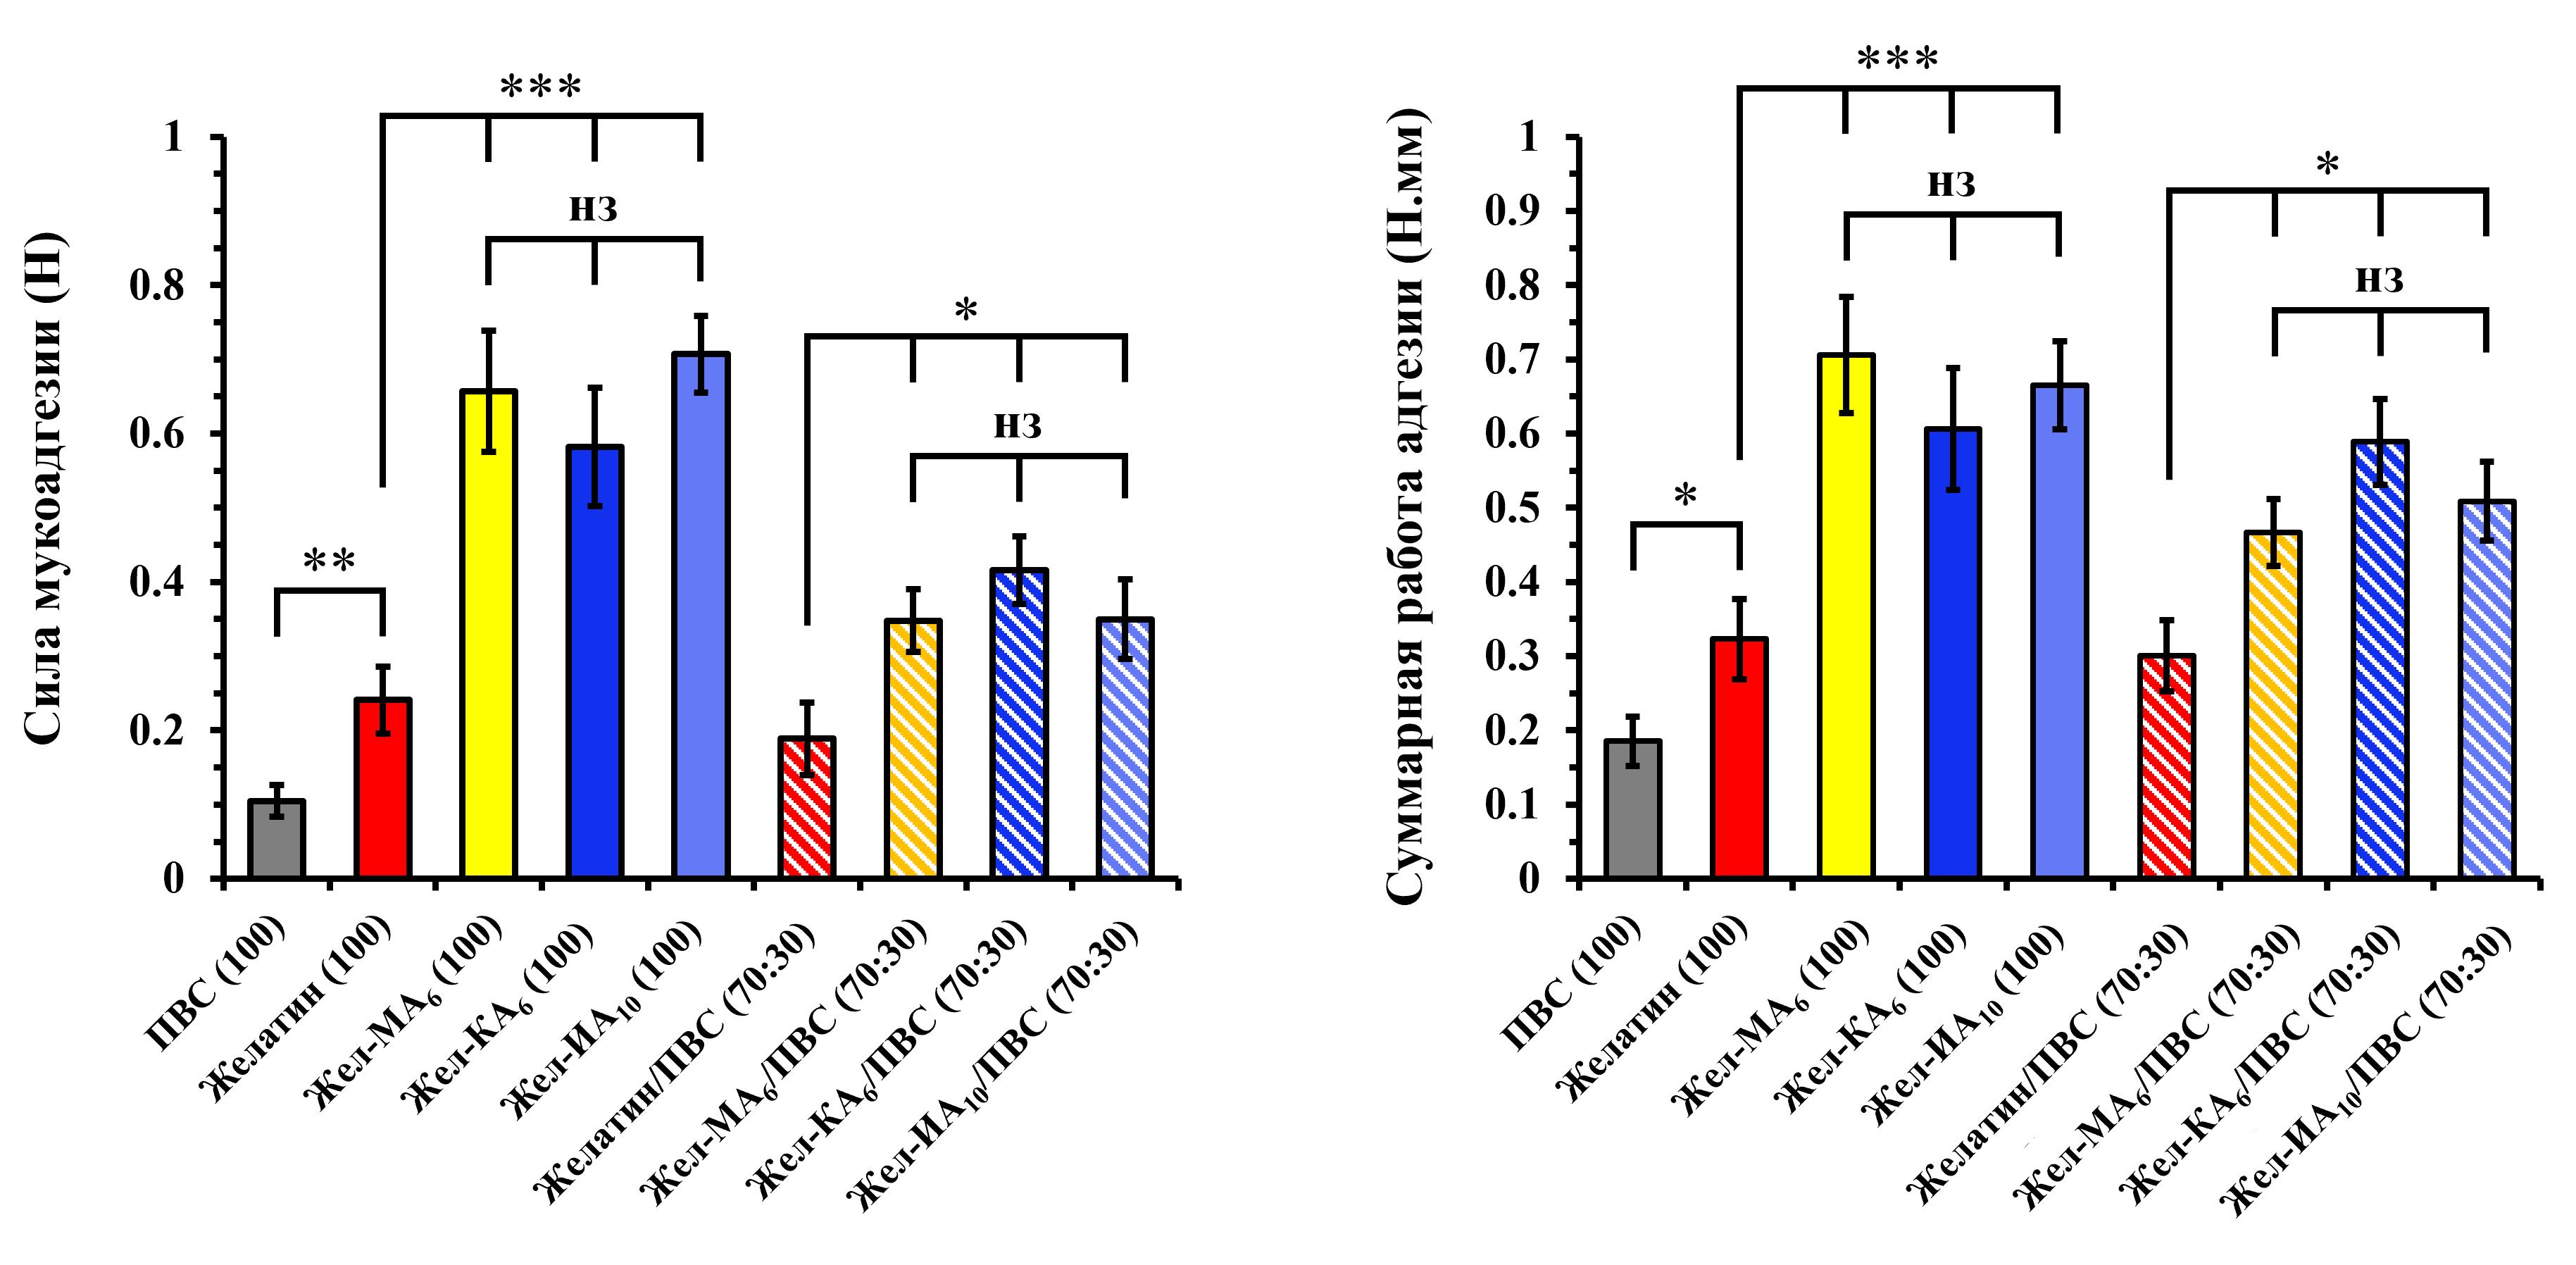 Сила мукоадгезии (Н)
1
0.8
0.6
0.4
0.2
0
***
нз
**
*
нз
ПВС (100)
Желатин (100)
Жел-МА₆ (100)
Жел-КА₆ (100)
Жел-ИА₁₀ (100)
Желатин/ПВС (70:30)
Жел-МА₆/ПВС (70:30)
Жел-КА₆/ПВС (70:30)
Жел-ИА₁₀/ПВС (70:30)
Суммарная работа адгезии (Н.мм)
1
0.9
0.8
0.7
0.6
0.5
0.4
0.3
0.2
0.1
0
***
нз
*
*
нз
ПВС (100)
Желатин (100)
Жел-МА₆ (100)
Жел-КА₆ (100)
Жел-ИА₁₀ (100)
Желатин/ПВС (70:30)
Жел-МА₆/ПВС (70:30)
Жел-КА₆/ПВС (70:30)
Жел-ИА₁₀/ПВС (70:30)